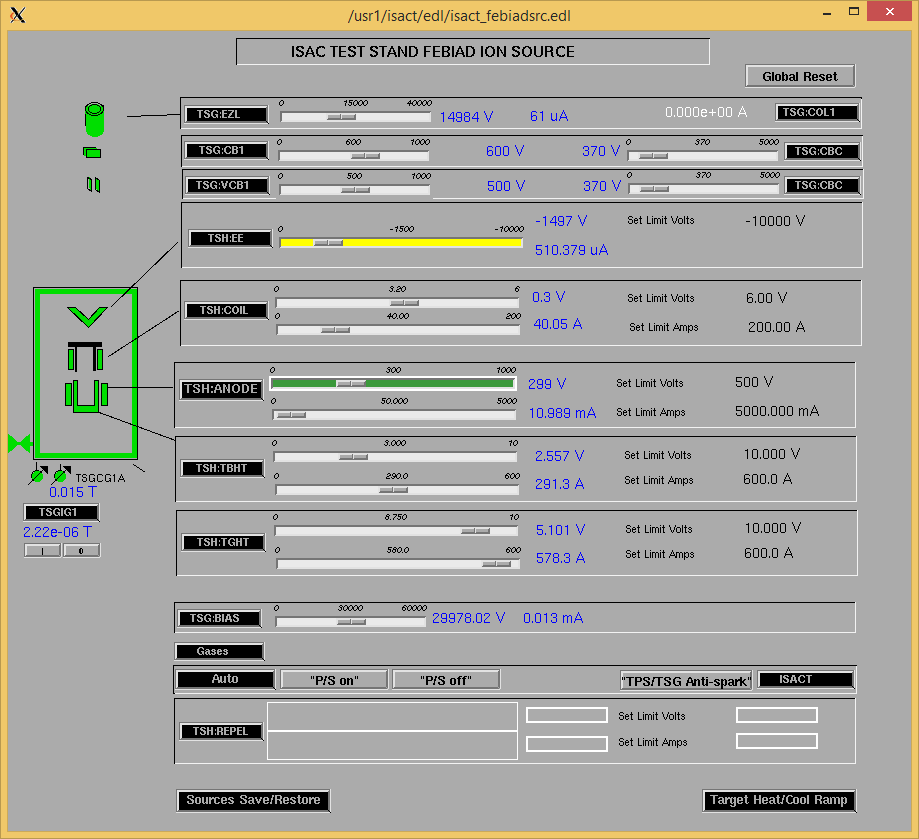 /usr1/isact/edl/isact_febiadsrc.edl
ISAC TEST STAND FEBIAD ION SOURCE
Global Reset
TSG:EZL 0 15000 40000 14984 V 61 uA 0.000e+00 A TSG:COL1
TSG:CB1 0 600 1000 600 V 370 V 0 370 5000 TSG:CBC
TSG:VCB1 0 500 1000 500 V 370 V 0 370 5000 TSG:CBC
TSH:EE 0 -1500 -10000 -1497 V Set Limit Volts -10000 V
510.379 uA
TSH:COIL 0 3.20 6 0.3 V Set Limit Volts 6.00 V
0 40.00 200 40.05 A Set Limit Amps 200.00 A
TSH:ANODE 0 300 1000 299 V Set Limit Volts 500 V
0 50.000 5000 10.989 mA Set Limit Amps 5000.000 mA
TSH:TBHT 0 3.000 10 2.557 V Set Limit Volts 10.000 V
0 290.0 600 291.3 A Set Limit Amps 600.0 A
TSGCG1A
0.015 T
TSGIG1
2.22e-06 T
I 0
TSH:TGHT 0 6.750 10 5.101 V Set Limit Volts 10.000 V
0 580.0 600 578.3 A Set Limit Amps 600.0 A
TSG:BIAS 0 30000 60000 29978.02 V 0.013 mA
Gases
Auto "P/S on" "P/S off" "TPS/TSG Anti-spark" ISACT
TSH:REPEL Set Limit Volts
Set Limit Amps
Sources Save/Restore Target Heat/Cool Ramp